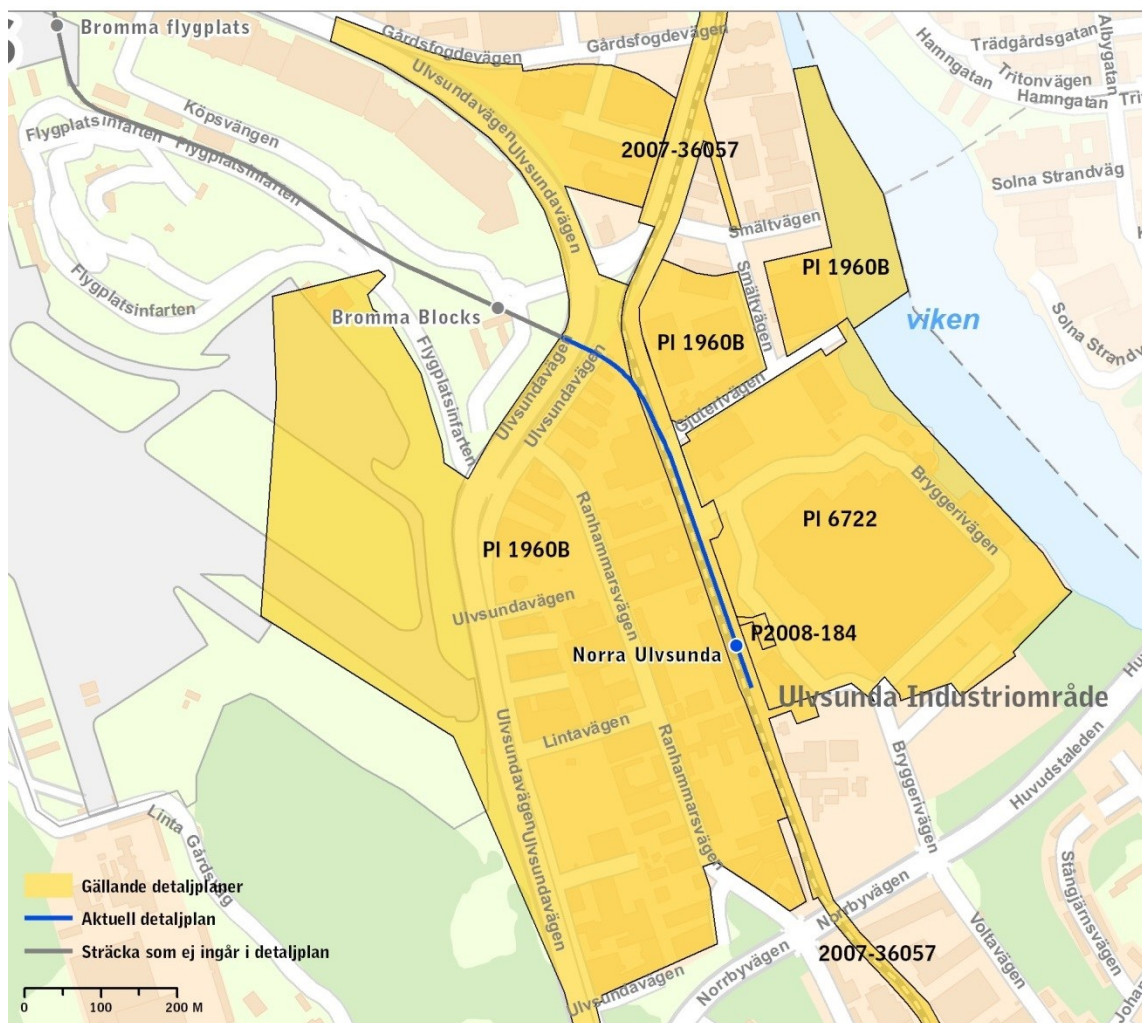 Bromma flygplats
Gårdsfogdevägen
Gårdsfogdevägen
Trädgårdsgatan
Albygatan
Hamngatan
Tritonvägen
Hamngatan
Ulvsundavägen
Köpsvängen
Flygplatsinfarten
Flygplatsinfarten
2007-36057
Ulvsundavägen
Solna Strandväg
Smältvägen
Flygplatsinfarten
Smältvägen
Pl 1960B
Bromma Blocks
viken
Solna Strandv
Flygplatsinfarten
Ulvsundavägen
Ulvsundavägen
Pl 1960B
Gjuterivägen
Bryggerivägen
Pl 6722
Ranhammarsvägen
Pl 1960B
Ulvsundavägen
P2008-184
Norra Ulvsunda
Ulvsunda Industriområde
Ulvsundavägen
Lintavägen
Ranhammarsvägen
Bryggerivägen
Huvudstaleden
Linta Gårdsväg
Ulvsundavägen
Stångjärnsvägen
Gällande detaljplaner
Aktuell detaljplan
Norrbyvägen
Voltavägen
Sträcka som ej ingår i detaljplan
2007-36057
Norrbyvägen
Ulvsundavägen
0 100 200 M